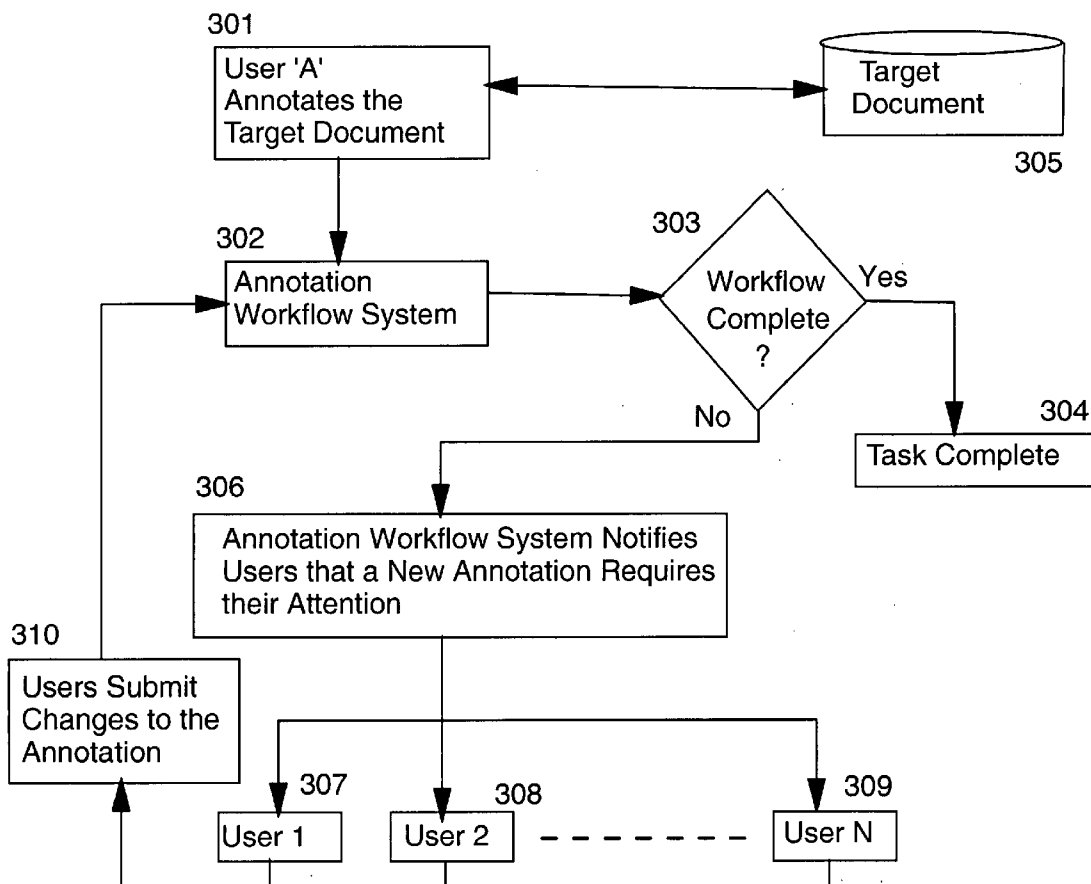 301
User 'A'
Annotates the
Target Document
Target
Document
305
302
Annotation
Workflow System
303
Workflow
Complete
?
Yes
No
304
Task Complete
306
Annotation Workflow System Notifies
Users that a New Annotation Requires
their Attention
310
Users Submit
Changes to the
Annotation
307
User 1
308
User 2
309
User N